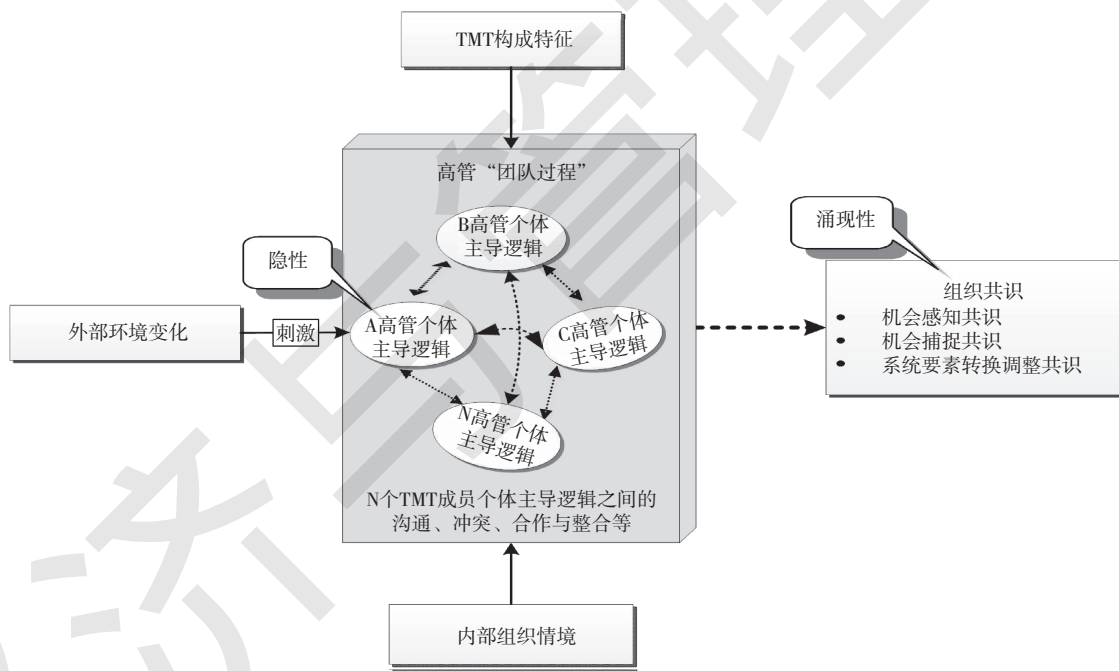 TMT构成特征
高管“团队过程”
B高管个体
主导逻辑
涌现性
隐性
组织共识
外部环境变化
刺激
A高管个体
主导逻辑
C高管个体
主导逻辑
• 机会感知共识
• 机会捕捉共识
• 系统要素转换调整共识
N高管个体
主导逻辑
N个TMT成员个体主导逻辑之间的
沟通、冲突、合作与整合等
内部组织情境
经济与管理